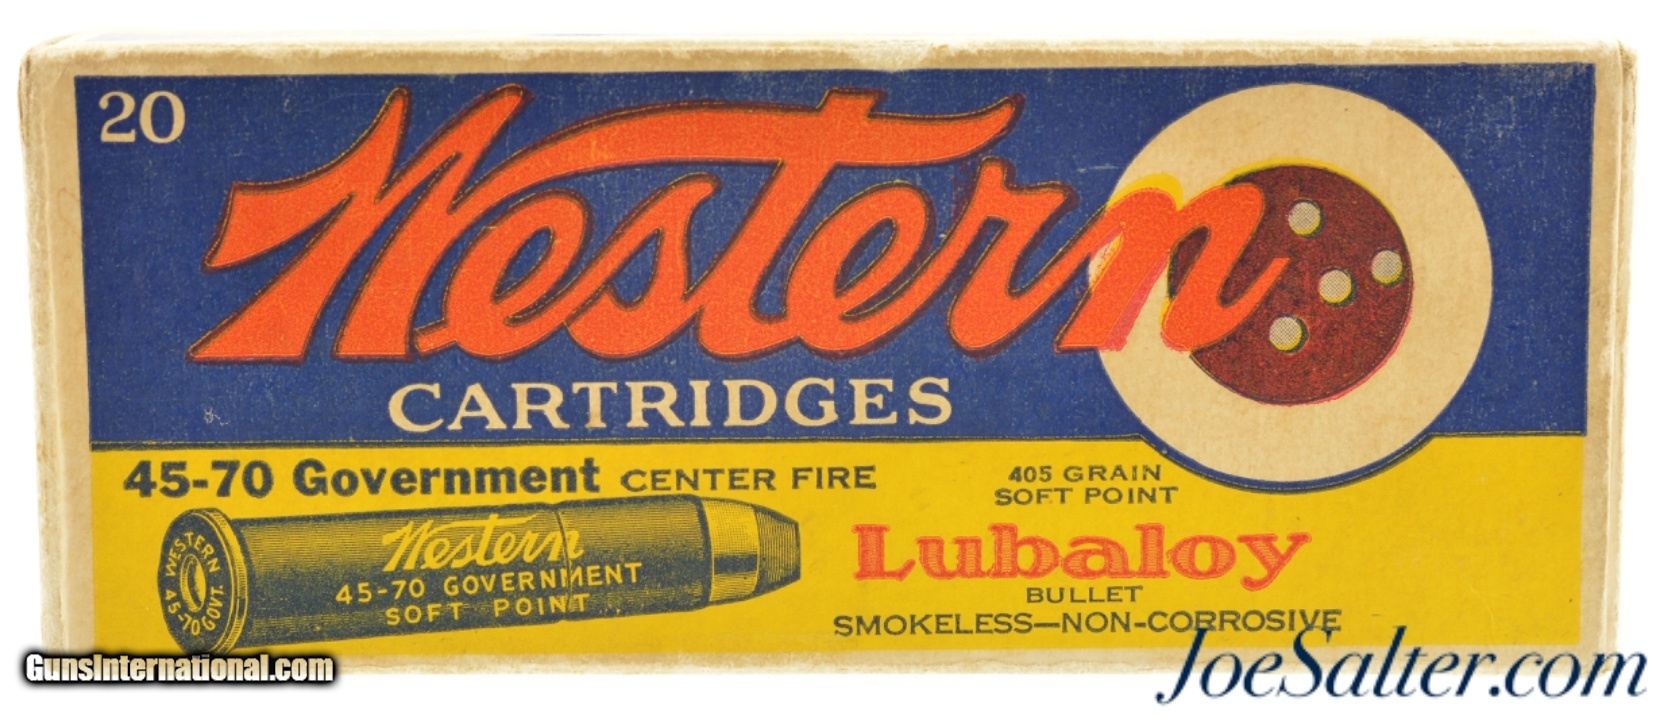 20
Western
CARTRIDGES
45-70 Government CENTER FIRE
405 GRAIN
SOFT POINT
Western
45-70 GOVERNMENT
SOFT POINT
WESTERN
45-70 GOVT.
Lubaloy
BULLET
SMOKELESS—NON-CORROSIVE
GunsInternational.com
JoeSalter.com